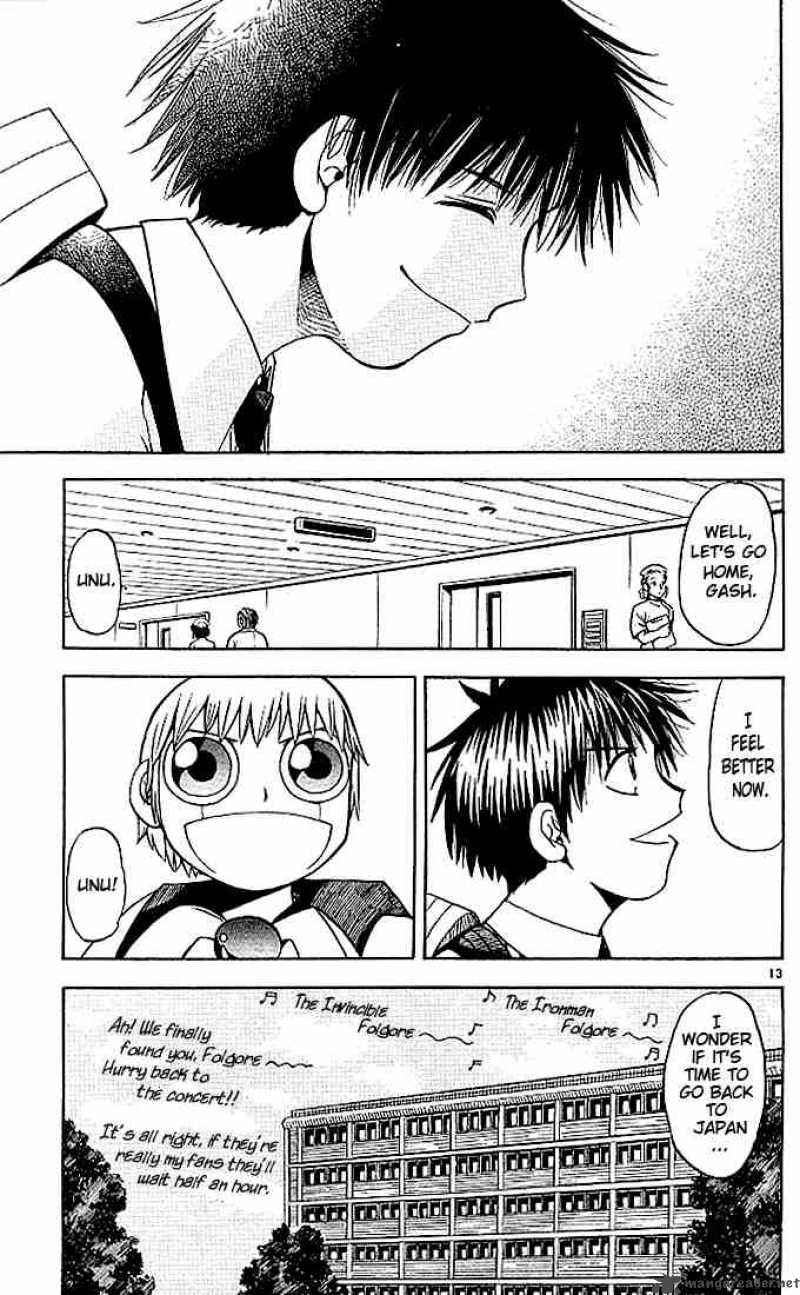 WELL,
LET'S GO
HOME,
GASH.
UNU.
I
FEEL
BETTER
NOW.
UNU!
13
The Invincible
Folgore
The Ironman
Folgore
Ah! We finally
found you, Folgore
Hurry back to
the concert!!
It's all right, if they're
really my fans they'll
wait half an hour.
I
WONDER
IF IT'S
TIME TO
GO BACK
TO
JAPAN
...
mangareader.net